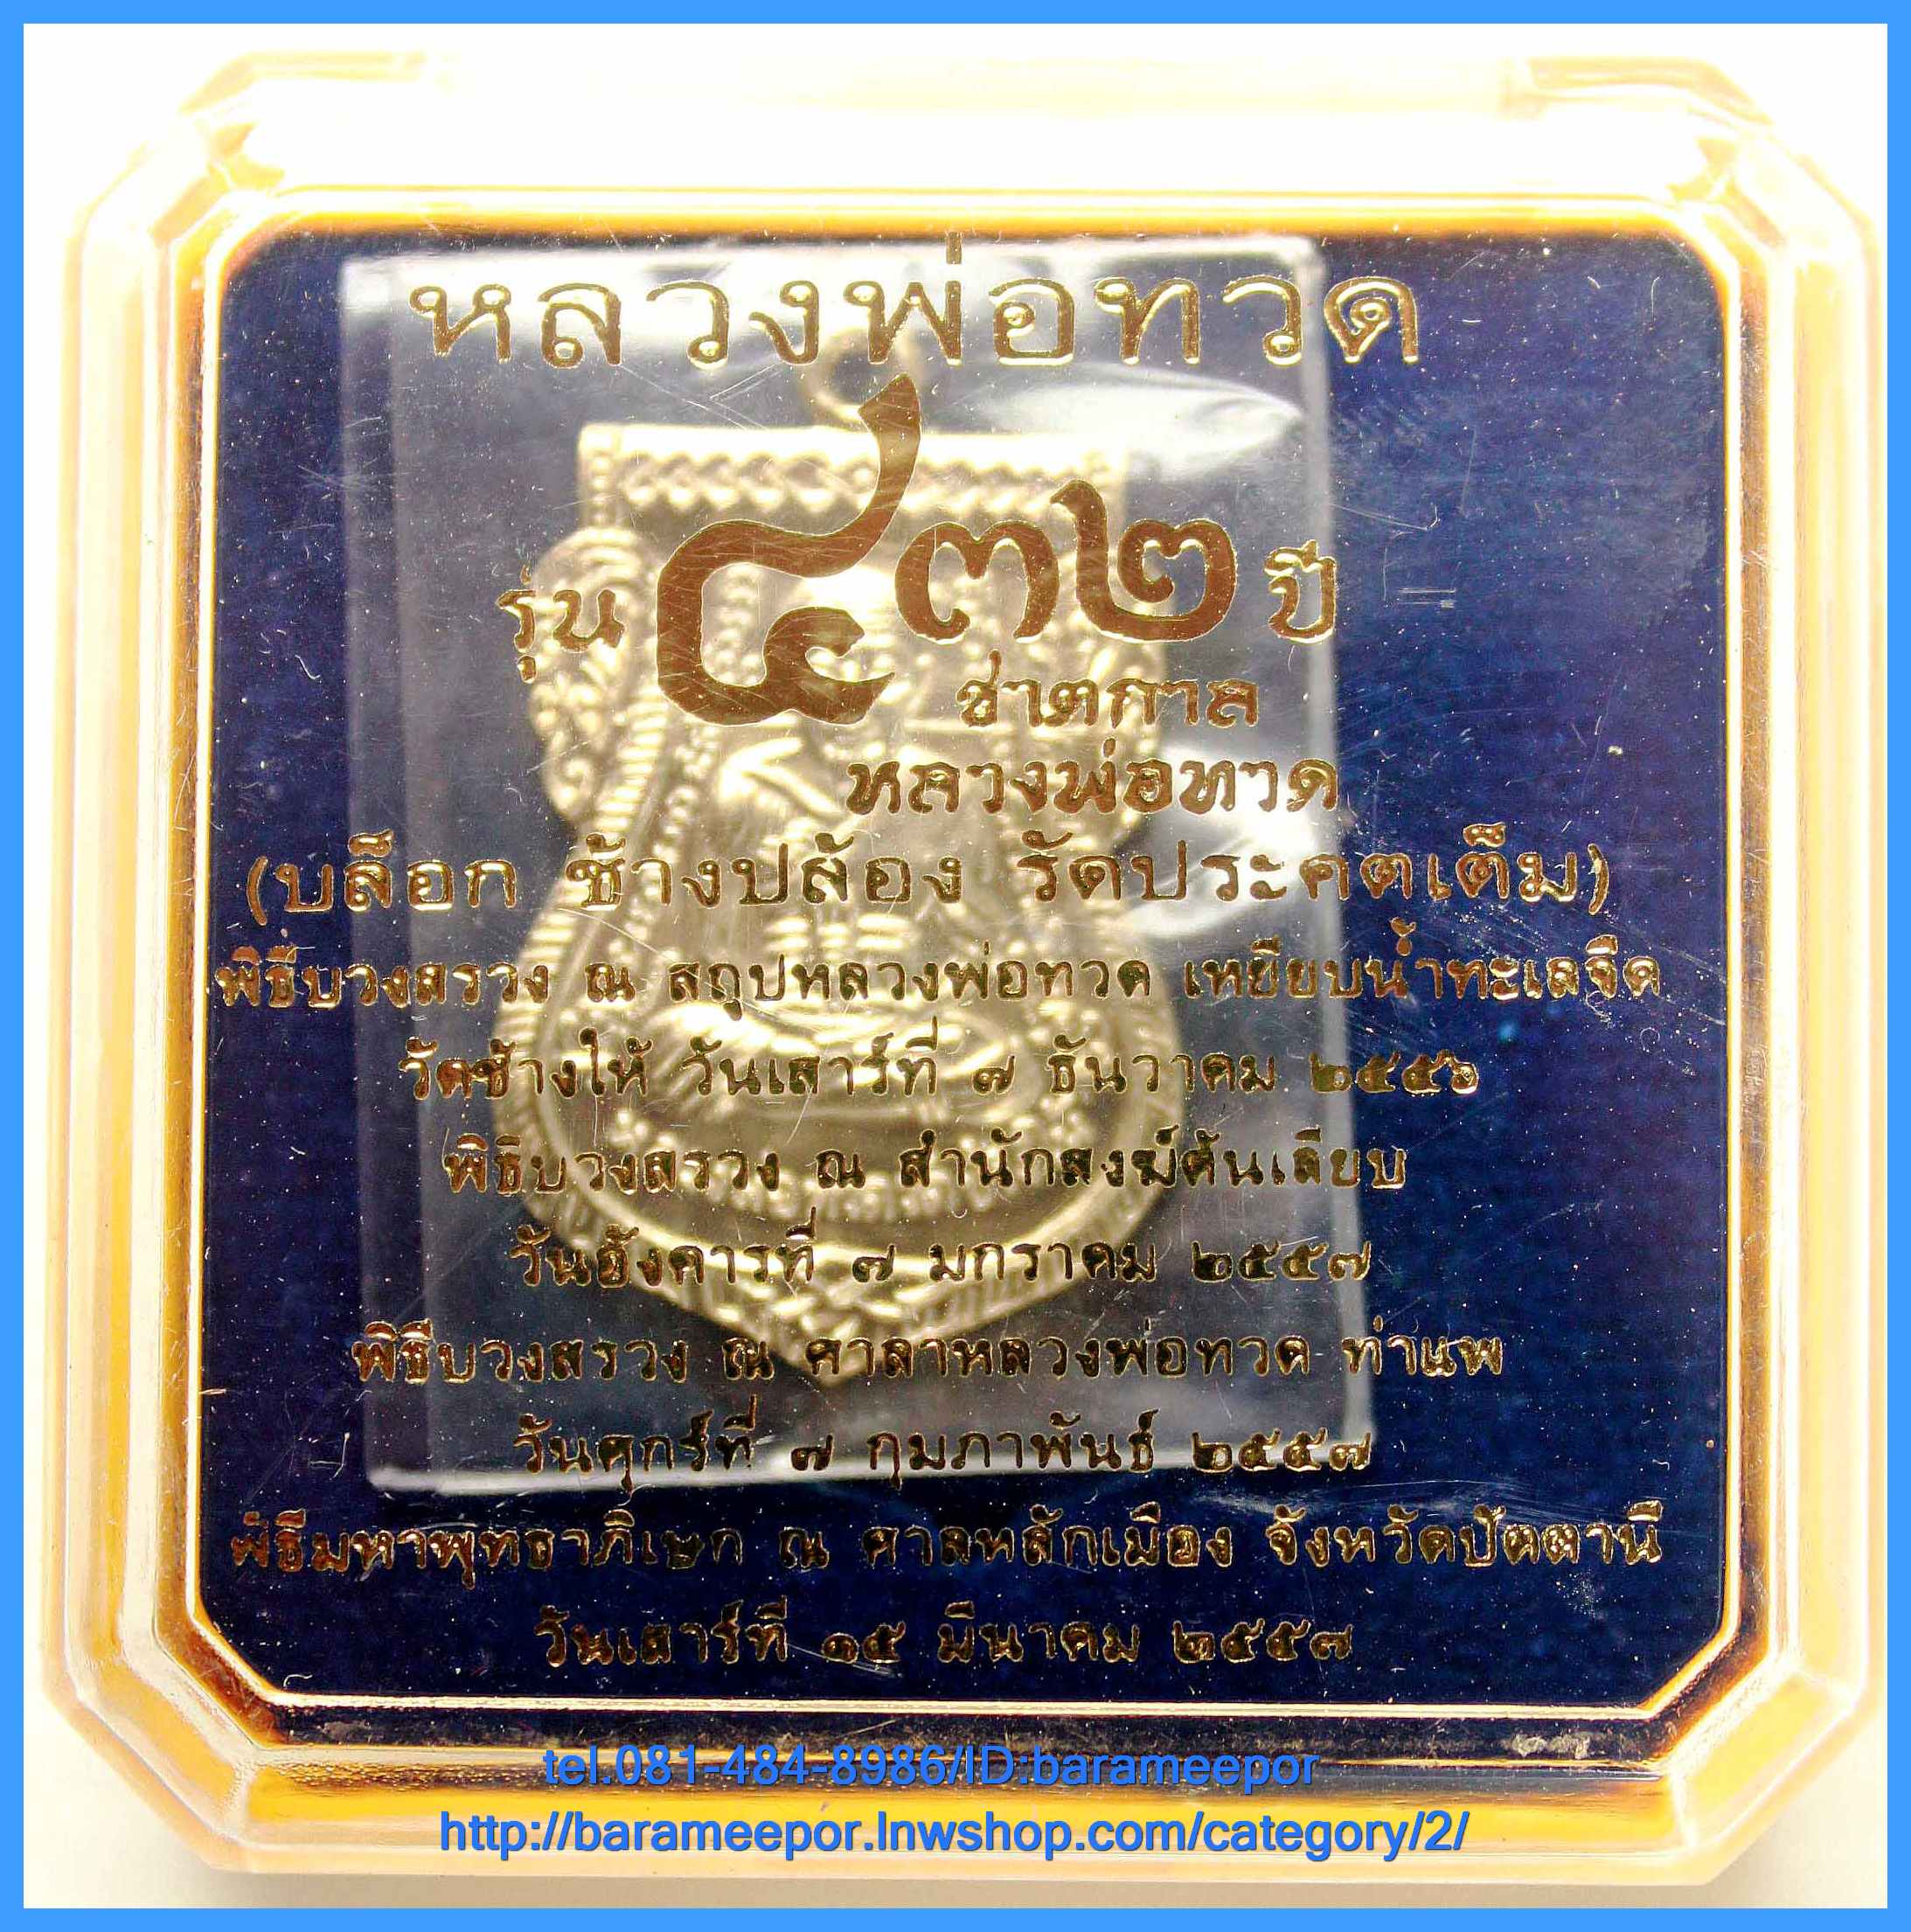 หลวงพ่อทวด
รุ่น ๔๓๒ ปี
ชาตกาล
หลวงพ่อทวด
(บล็อก ช้างปล้อง รัดประคตเต็ม)
พิธีบวงสรวง ณ สถูปหลวงพ่อทวด เหยียบน้ำทะเลจืด
วัดช้างให้ วันเสาร์ที่ ๗ ธันวาคม ๒๕๕๖
พิธีบวงสรวง ณ สำนักสงฆ์ต้นเลียบ
วันอังคารที่ ๗ มกราคม ๒๕๕๗
พิธีบวงสรวง ณ ศาลาหลวงพ่อทวด ท่าแพ
วันศุกร์ที่ ๗ กุมภาพันธ์ ๒๕๕๗
พิธีมหาพุทธาภิเษก ณ ศาลหลักเมือง จังหวัดปัตตานี
วันเสาร์ที่ ๑๕ มีนาคม ๒๕๕๗
tel.081-484-8986/ID:barameepor
http://barameepor.lnwshop.com/category/2/